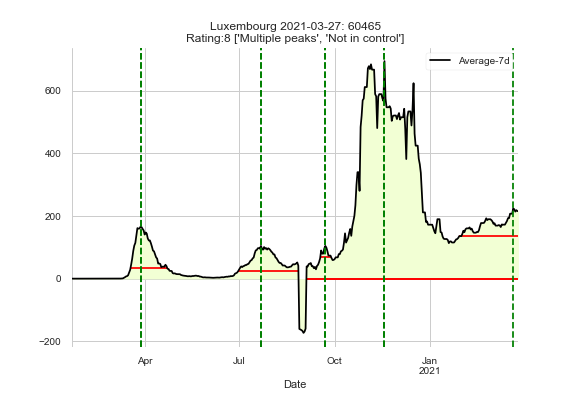 Luxembourg 2021-03-27: 60465
Rating:8 ['Multiple peaks', 'Not in control']
Average-7d
600
400
200
0
−200
Apr
Jul
Oct
Jan
2021
Date